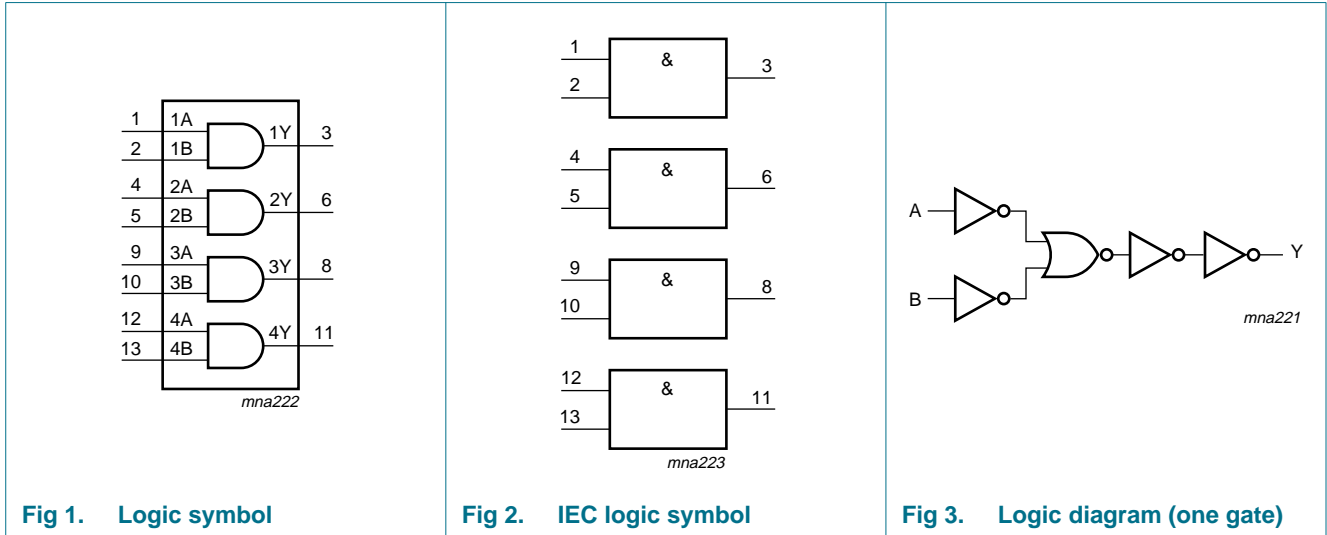 1 1A 1Y 3
2 1B
4 2A 2Y 6
5 2B
9 3A 3Y 8
10 3B
12 4A 4Y 11
13 4B
mna222
Fig 1. Logic symbol
1 & 3
2
4 & 6
5
9 & 8
10
12 & 11
13
mna223
Fig 2. IEC logic symbol
A Y
B
mna221
Fig 3. Logic diagram (one gate)